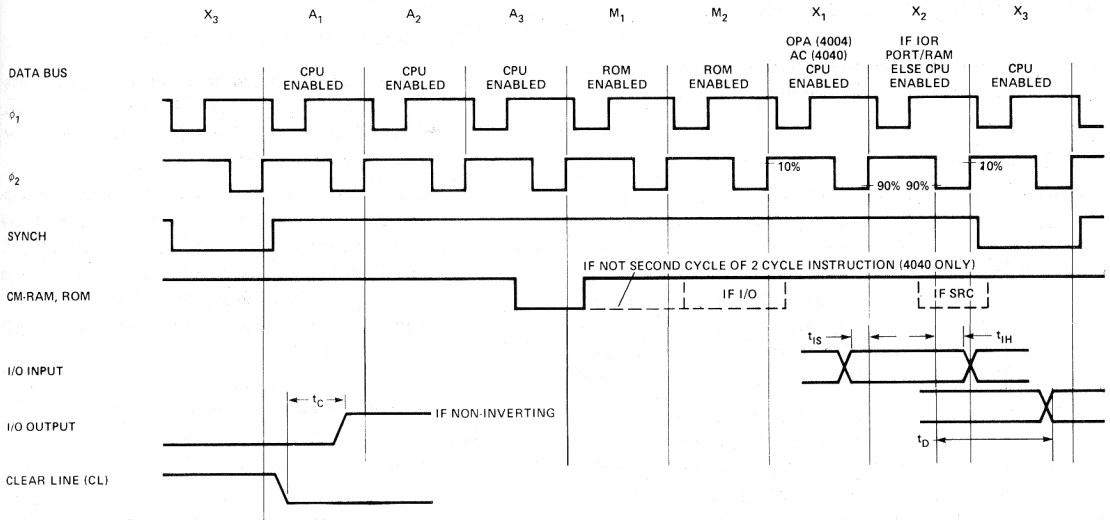 X3 A1 A2 A3 M1 M2 X1 X2 X3
DATA BUS
CPU ENABLED
CPU ENABLED
CPU ENABLED
ROM ENABLED
ROM ENABLED
OPA (4004)
AC (4040)
CPU
ENABLED
IF IOR
PORT/RAM
ELSE CPU
ENABLED
CPU ENABLED
ϕ1
ϕ2
10%
90% 90%
10%
SYNCH
IF NOT SECOND CYCLE OF 2 CYCLE INSTRUCTION (4040 ONLY)
CM-RAM, ROM
IF I/O
IF SRC
tIS
tIH
I/O INPUT
tC
IF NON-INVERTING
I/O OUTPUT
tD
CLEAR LINE (CL)